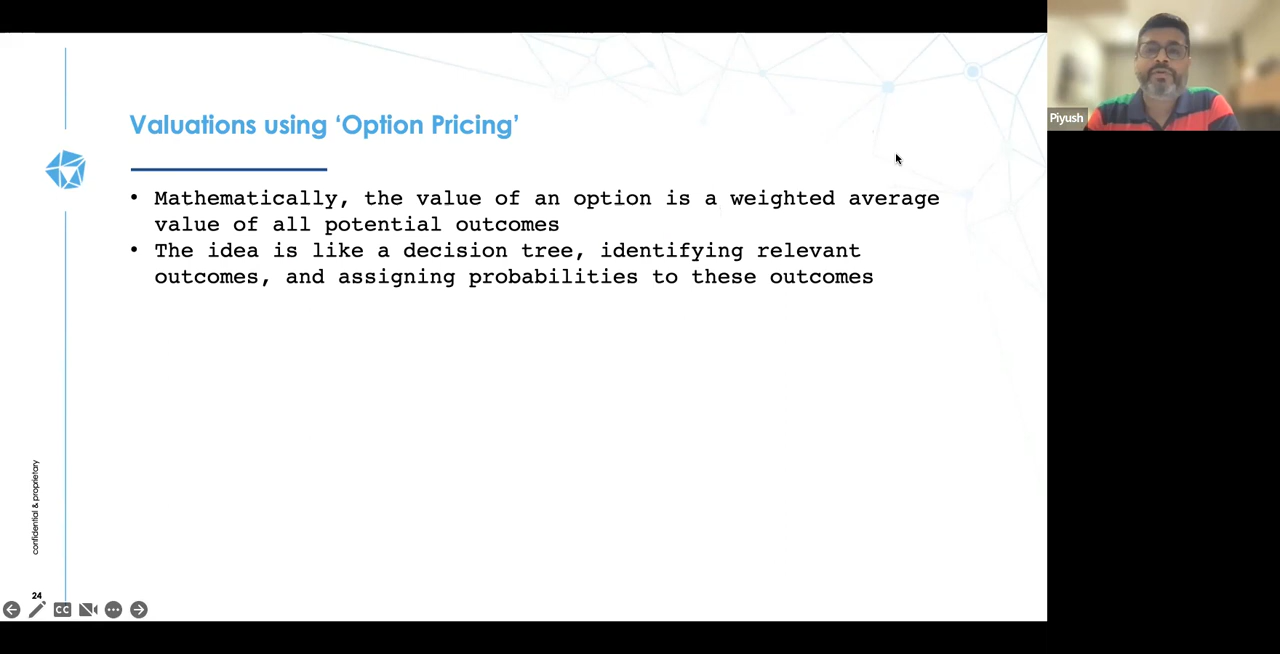 Valuations using ‘Option Pricing’
• Mathematically, the value of an option is a weighted average
value of all potential outcomes
• The idea is like a decision tree, identifying relevant
outcomes, and assigning probabilities to these outcomes
confidential & proprietary
24
CC
Piyush